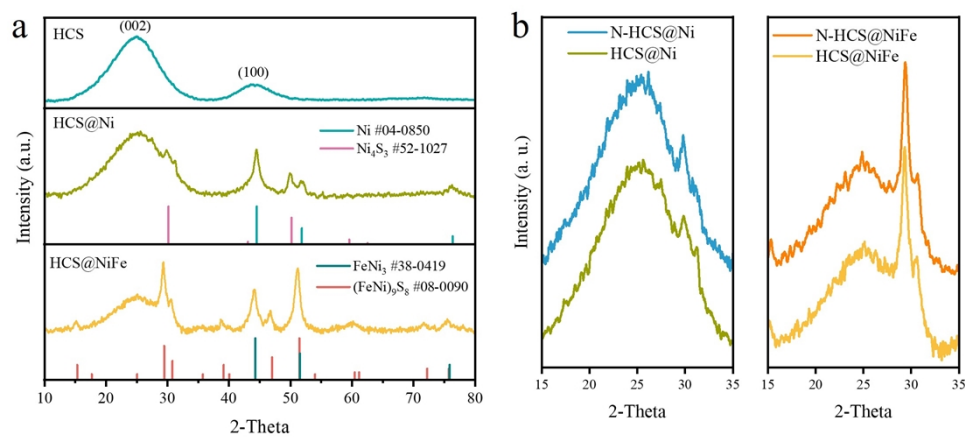 a
HCS
(002)
(100)
HCS@Ni
Ni #04-0850
Ni4S3 #52-1027
HCS@NiFe
FeNi3 #38-0419
(FeNi)9S8 #08-0090
Intensity (a.u.)
10 20 30 40 50 60 70 80
2-Theta
b
N-HCS@Ni
HCS@Ni
Intensity (a. u.)
15 20 25 30 35
2-Theta
N-HCS@NiFe
HCS@NiFe
15 20 25 30 35
2-Theta